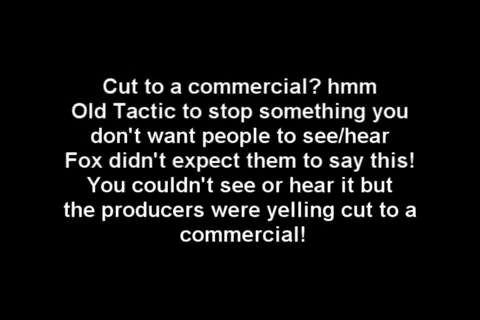 Cut to a commercial? hmm
Old Tactic to stop something you
don't want people to see/hear
Fox didn't expect them to say this!
You couldn't see or hear it but
the producers were yelling cut to a
commercial!